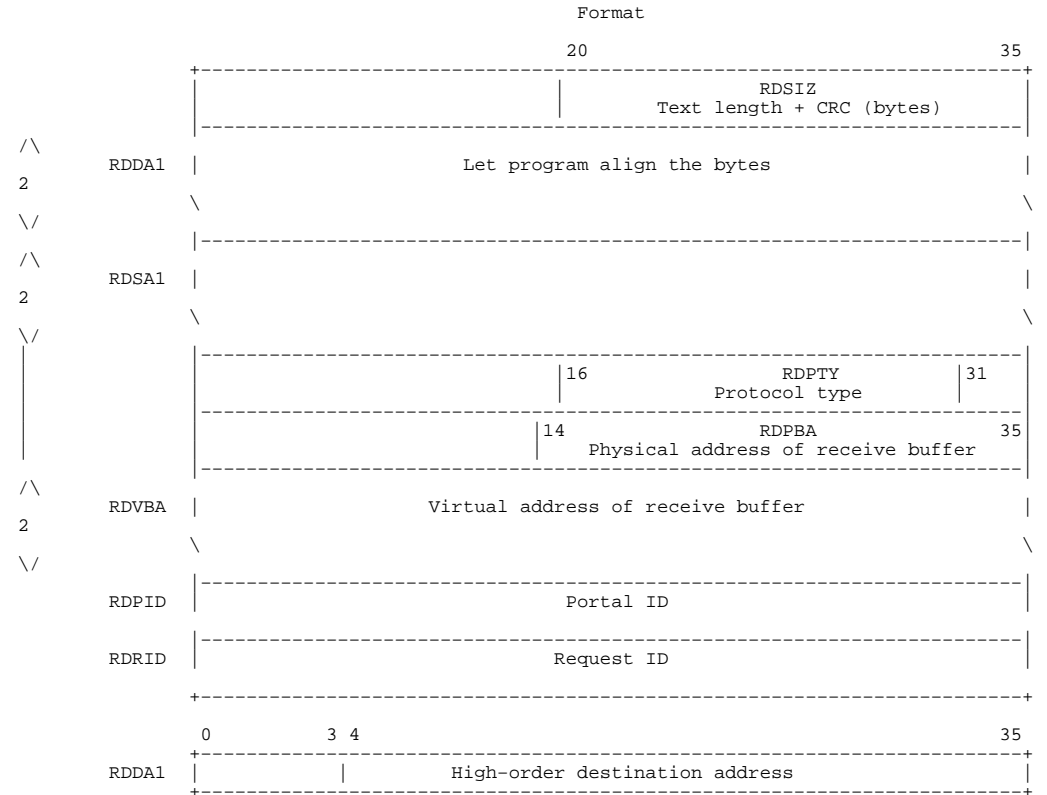 Format
20 35
RDSIZ
Text length + CRC (bytes)
RDDA1 Let program align the bytes
2
RDSA1
2
16 RDPTY 31
Protocol type
14 RDPBA 35
Physical address of receive buffer
RDVBA Virtual address of receive buffer
2
RDPID Portal ID
RDRID Request ID
0 3 4 35
RDDA1 High-order destination address